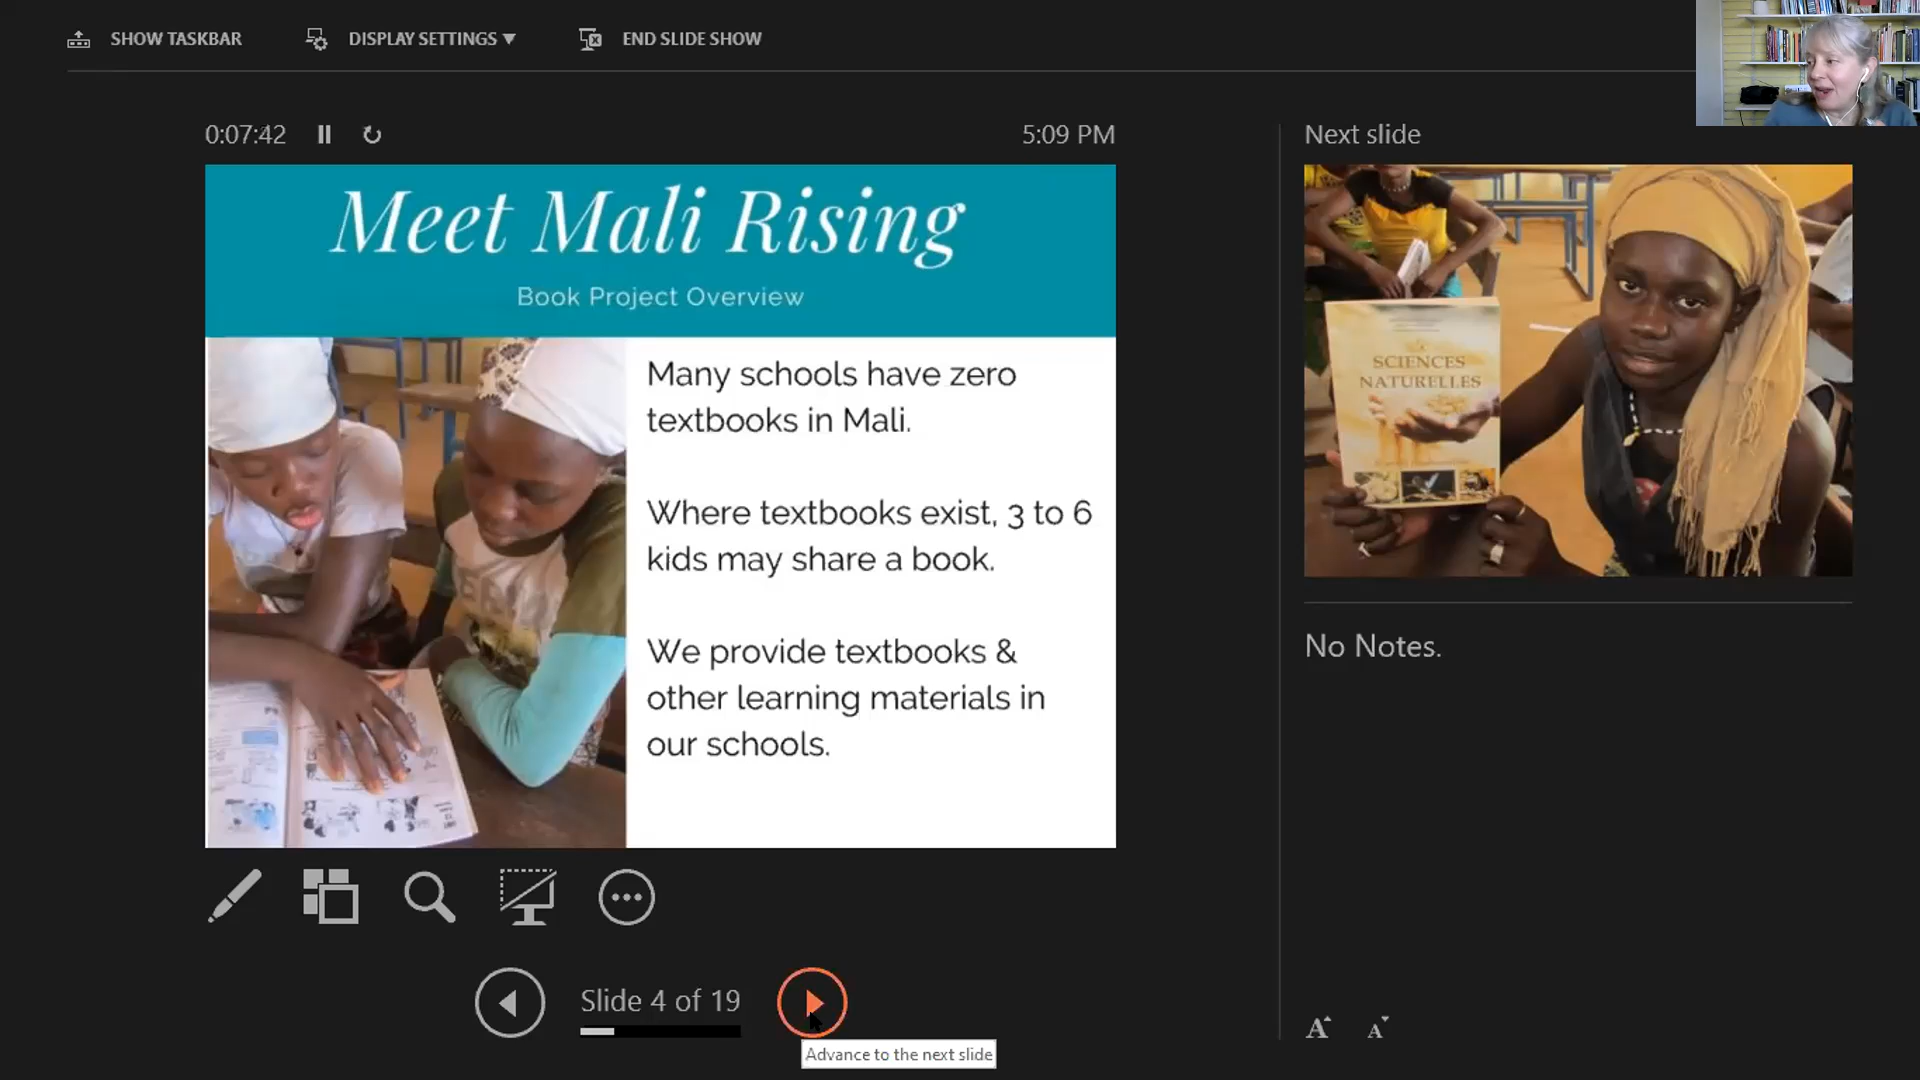 SHOW TASKBAR
DISPLAY SETTINGS
END SLIDE SHOW
0:07:42
5:09 PM
Meet Mali Rising
Book Project Overview
Many schools have zero
textbooks in Mali.
Where textbooks exist, 3 to 6
kids may share a book.
We provide textbooks &
other learning materials in
our schools.
Next slide
SCIENCES
NATURELLES
No Notes.
Slide 4 of 19
Advance to the next slide
A
A